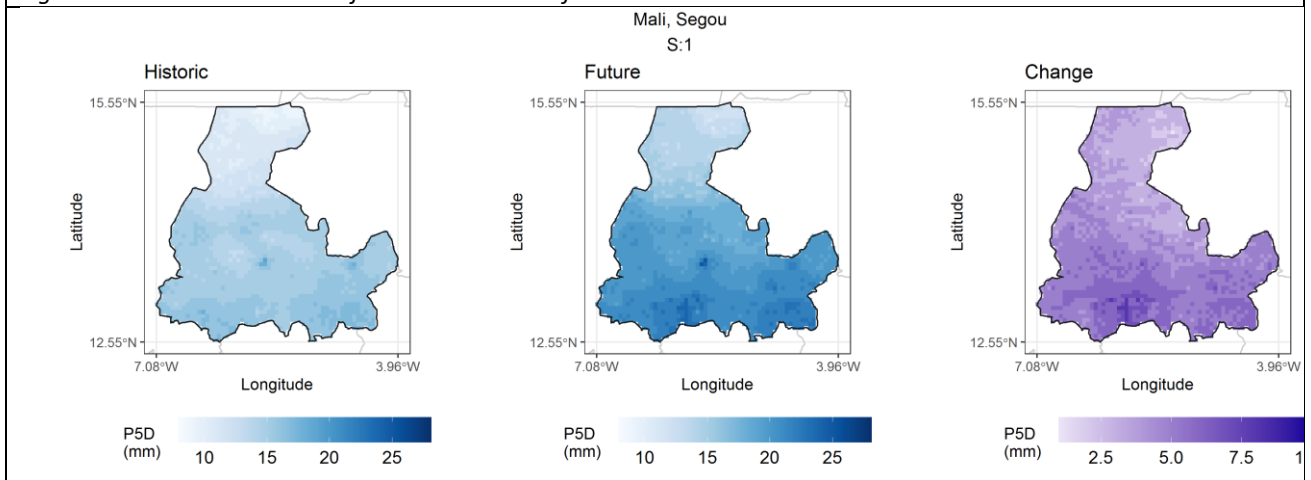 Mali, Segou
S:1
Historic
Future
Change
15.55°N
12.55°N
7.08°W
3.96°W
Latitude
Longitude
15.55°N
12.55°N
7.08°W
3.96°W
Latitude
Longitude
15.55°N
12.55°N
7.08°W
3.96°W
Latitude
Longitude
P5D
(mm)
10 15 20 25
P5D
(mm)
10 15 20 25
P5D
(mm)
2.5 5.0 7.5